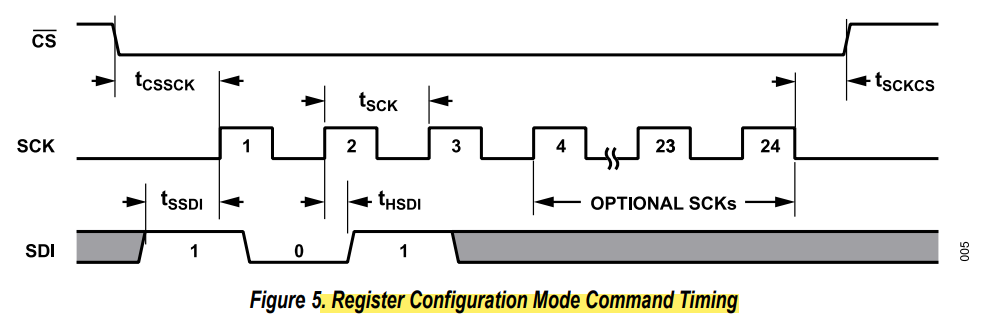 CS
tCSSCK
tSCKCS
tSCK
SCK
1 2 3 4 23 24
tSSDI
tHSDI
OPTIONAL SCKs
SDI
1 0 1
005
Figure 5. Register Configuration Mode Command Timing